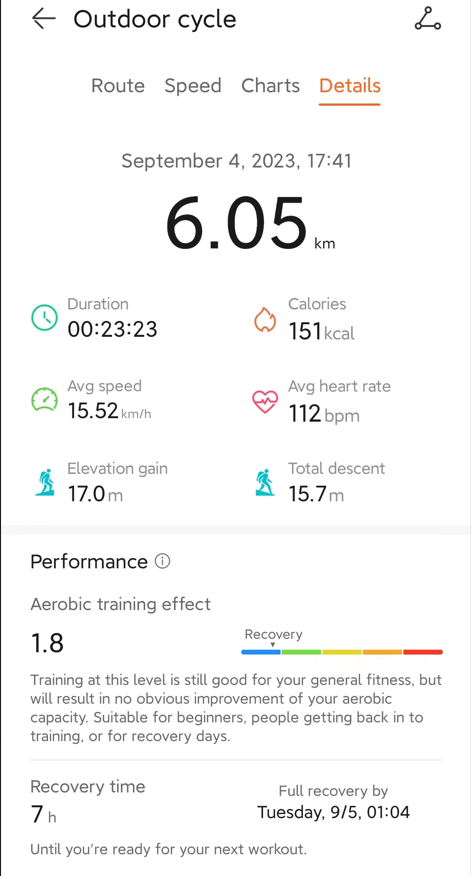 Outdoor cycle
Route Speed Charts Details
September 4, 2023, 17:41
6.05 km
Duration
00:23:23
Calories
151 kcal
Avg speed
15.52 km/h
Avg heart rate
112 bpm
Elevation gain
17.0 m
Total descent
15.7 m
Performance
Aerobic training effect
1.8
Recovery
Training at this level is still good for your general fitness, but
will result in no obvious improvement of your aerobic
capacity. Suitable for beginners, people getting back in to
training, or for recovery days.
Recovery time
7 h
Full recovery by
Tuesday, 9/5, 01:04
Until you're ready for your next workout.